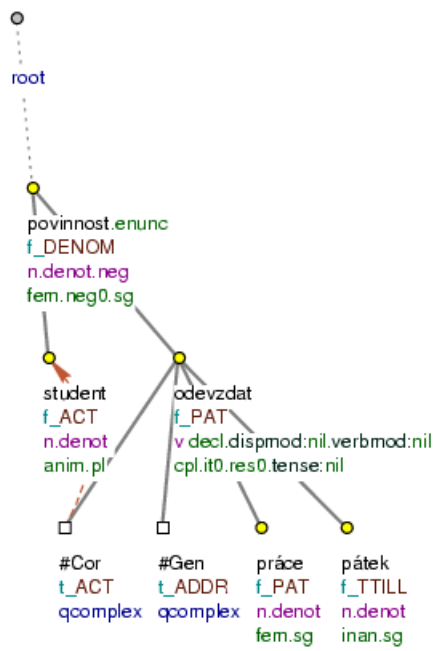 root
povinnost.enunc
f_DENOM
n.denot.neg
fem.neg0.sg
student
f_ACT
n.denot
anim.pl
odevzdat
f_PAT
v decl.dispmod:nil.verbmod:nil
cpl.it0.res0.tense:nil
#Cor
t_ACT
qcomplex
#Gen
t_ADDR
qcomplex
práce
f_PAT
n.denot
fem.sg
pátek
f_TTILL
n.denot
inan.sg